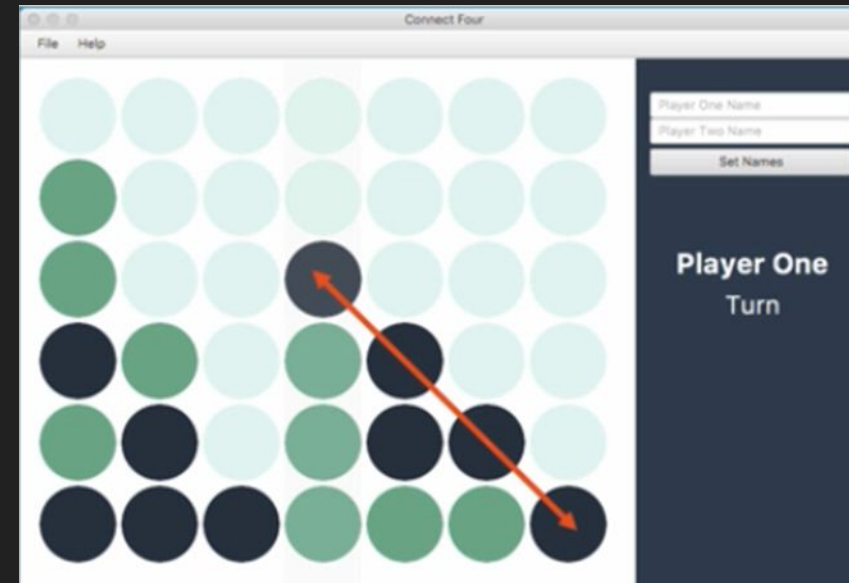 Connect Four
File Help
Player One Name
Player Two Name
Set Names
Player One
Turn